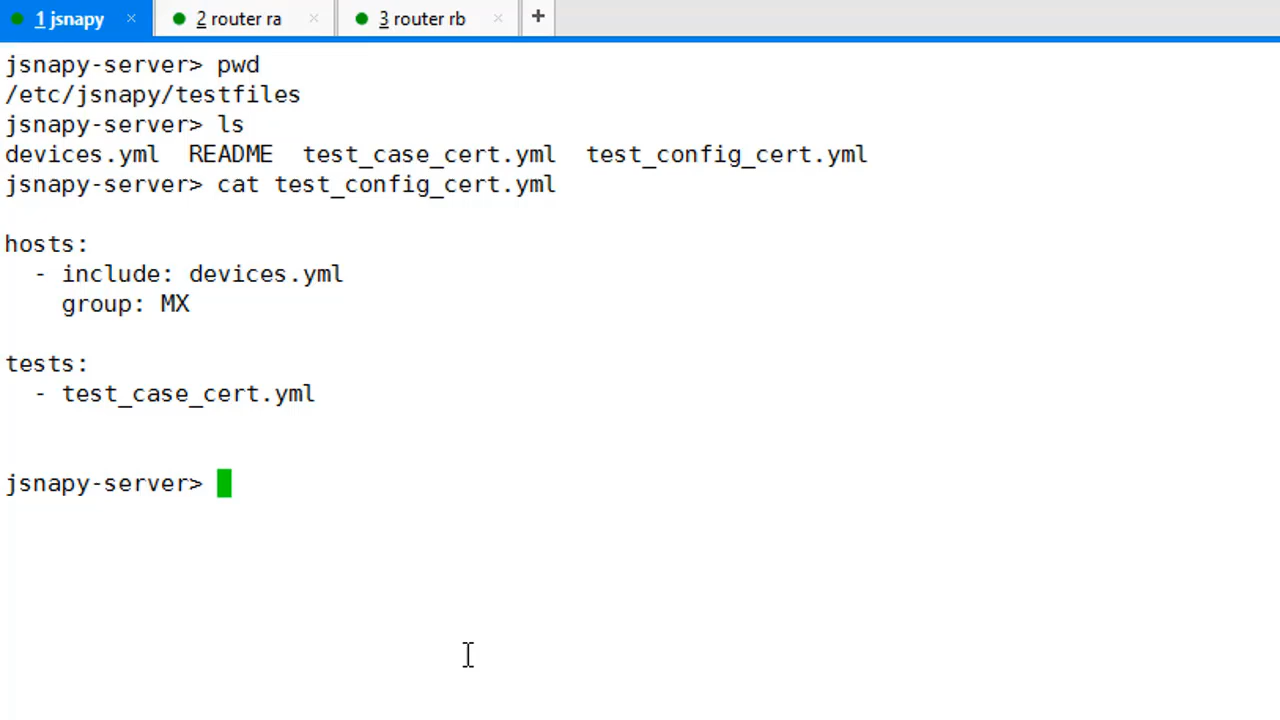 1 jsnapy × 2 router ra × 3 router rb × +
jsnapy-server> pwd
/etc/jsnapy/testfiles
jsnapy-server> ls
devices.yml  README  test_case_cert.yml  test_config_cert.yml
jsnapy-server> cat test_config_cert.yml
hosts:
  - include: devices.yml
    group: MX
tests:
  - test_case_cert.yml
jsnapy-server>